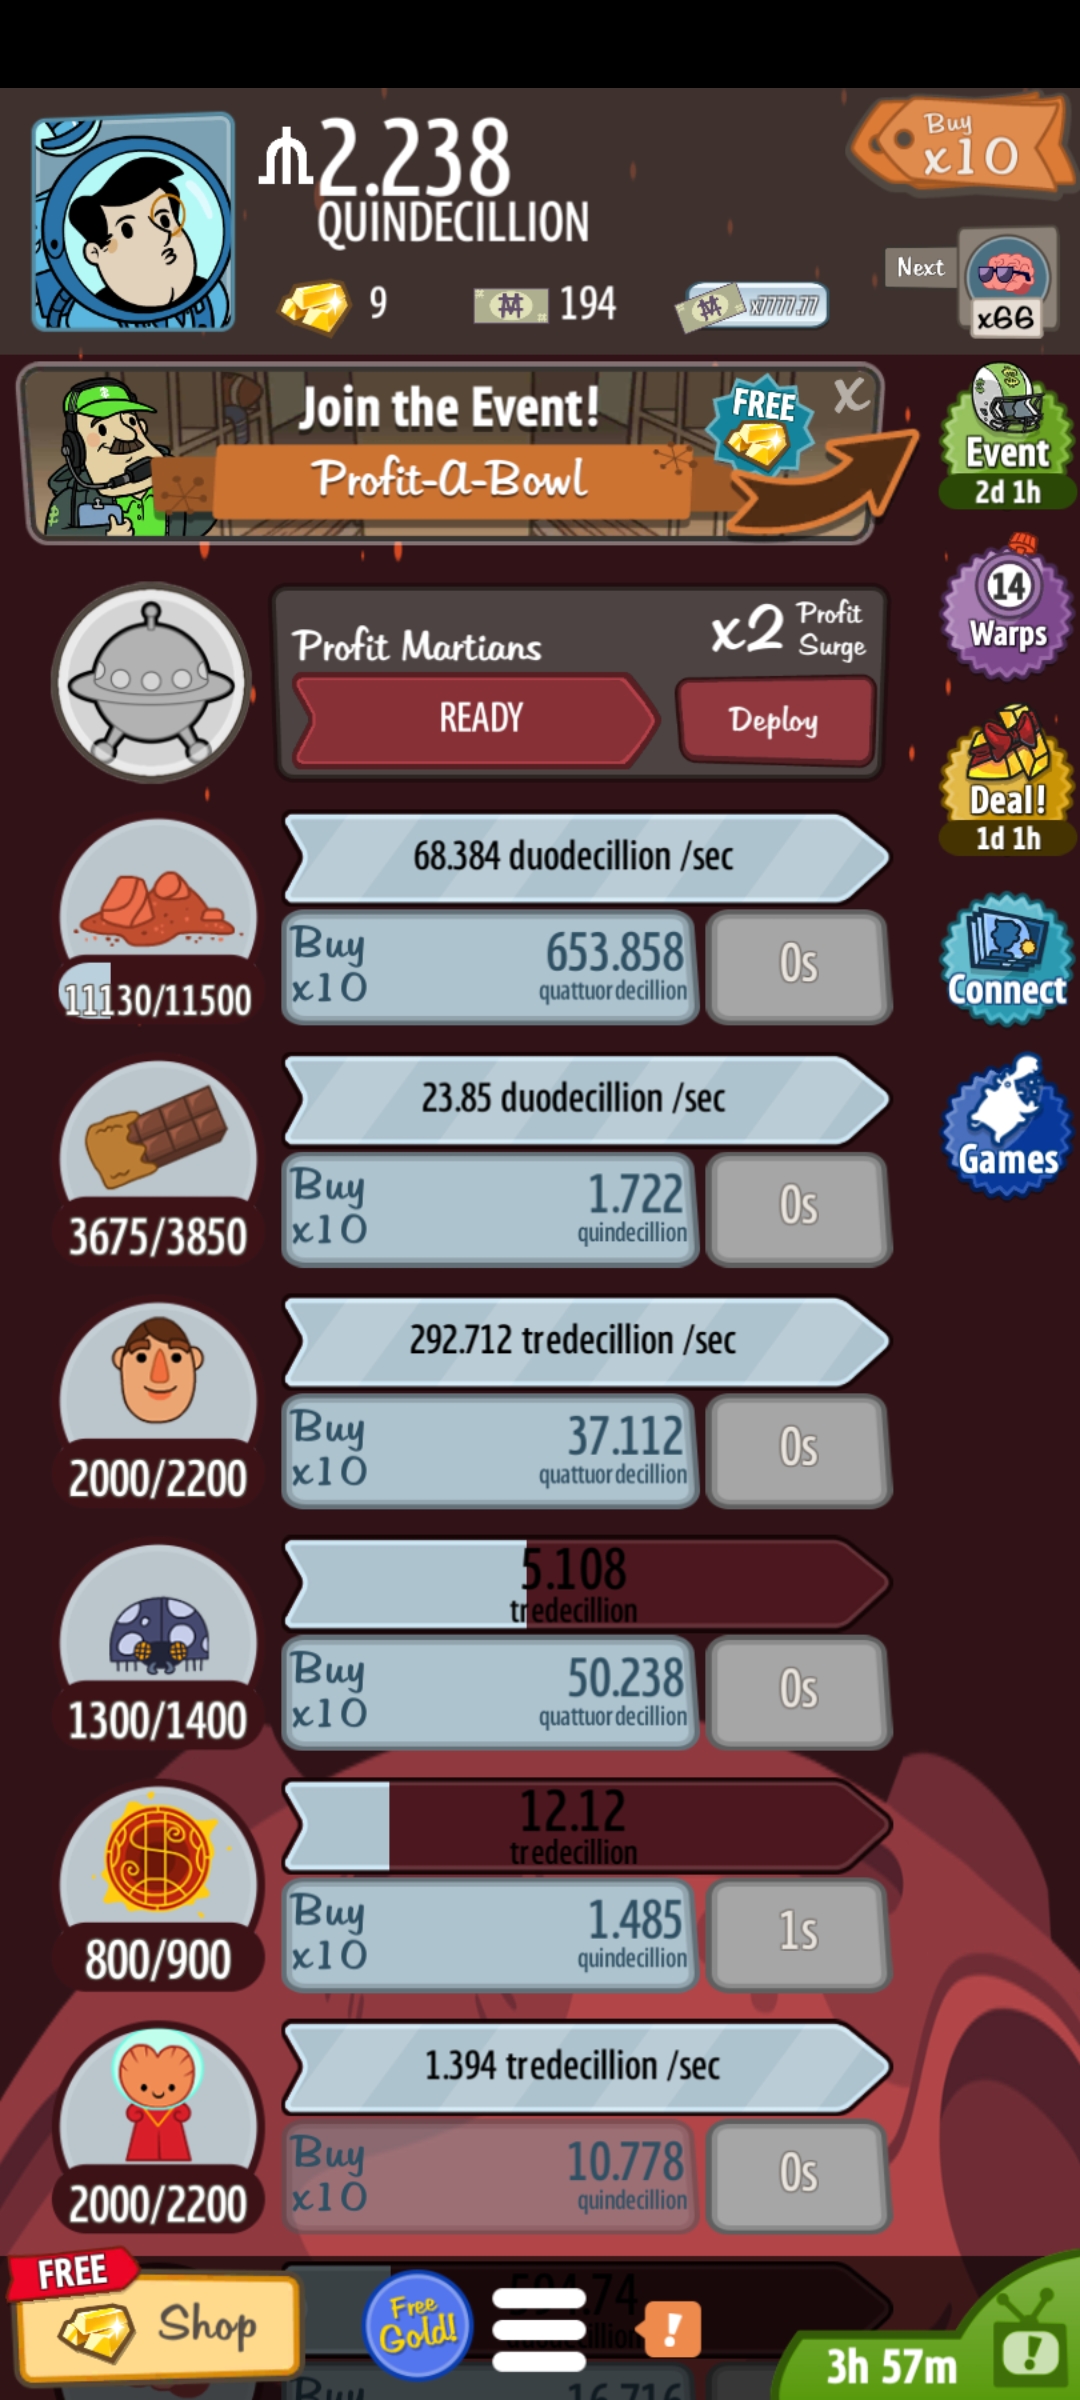 2.238
QUINDECILLION
Buy
x10
9
194
x7777.77
Next
x66
Join the Event!
Profit-A-Bowl
FREE
X
Event
2d 1h
14
Warps
Profit Martians
x2 Profit
Surge
READY
Deploy
Deal!
1d 1h
68.384 duodecillion /sec
Buy
x10
653.858
quattuordecillion
0s
11130/11500
Connect
23.85 duodecillion /sec
Buy
x10
1.722
quindecillion
0s
3675/3850
Games
292.712 tredecillion /sec
Buy
x10
37.112
quattuordecillion
0s
2000/2200
5.108
tredecillion
Buy
x10
50.238
quattuordecillion
0s
1300/1400
12.12
tredecillion
Buy
x10
1.485
quindecillion
1s
800/900
1.394 tredecillion /sec
Buy
x10
10.778
quindecillion
0s
2000/2200
FREE
Shop
Free
Gold!
!
3h 57m
!
Buy
16.716